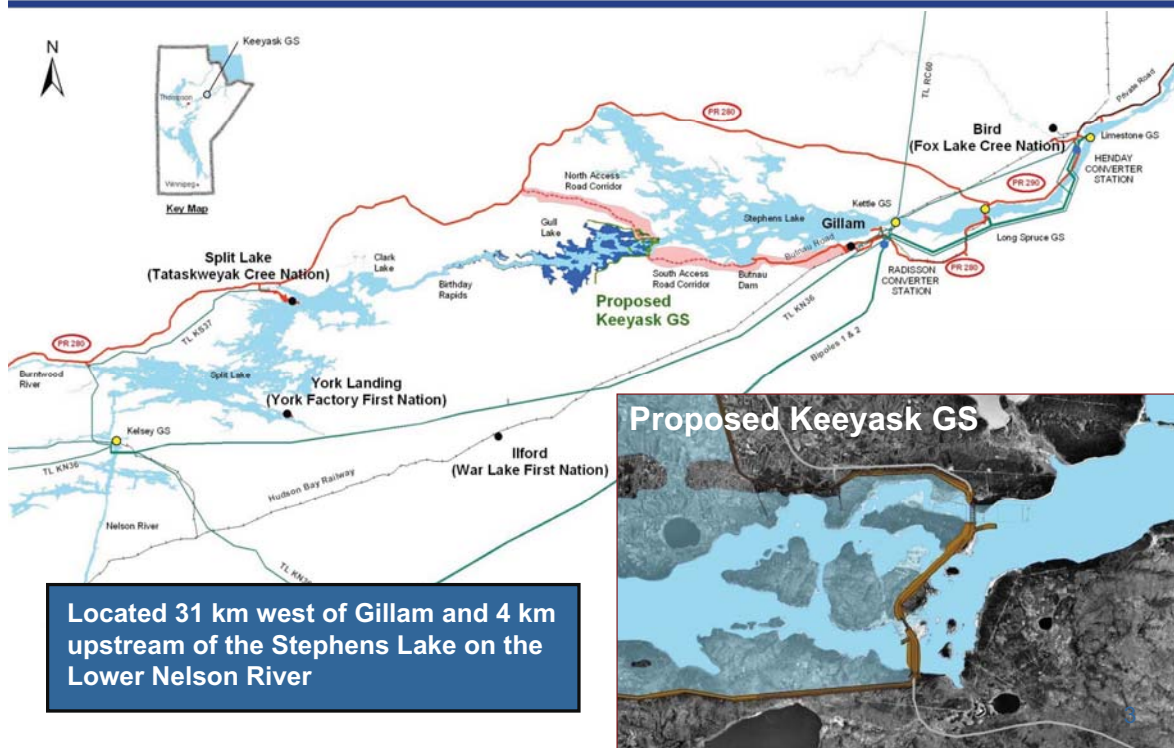 N
Keeyask GS
Thompson
Winnipeg
Key Map
PR 280
TL RC60
Private Road
Bird
(Fox Lake Cree Nation)
Limestone GS
HENDAY
CONVERTER
STATION
PR 290
North Access
Road Corridor
Kettle GS
Stephens Lake
Gillam
Gull
Lake
Long Spruce GS
Butnau Road
Split Lake
(Tataskweyak Cree Nation)
Clark
Lake
Birthday
Rapids
South Access
Road Corridor
Butnau
Dam
RADISSON
CONVERTER
STATION
PR 280
Proposed
Keeyask GS
TL KN36
TL KS37
PR 280
Bipoles 1 & 2
Burntwood
River
Split Lake
York Landing
(York Factory First Nation)
Kelsey GS
TL KN36
Ilford
(War Lake First Nation)
Hudson Bay Railway
Nelson River
TL KN36
Proposed Keeyask GS
Located 31 km west of Gillam and 4 km
upstream of the Stephens Lake on the
Lower Nelson River
3